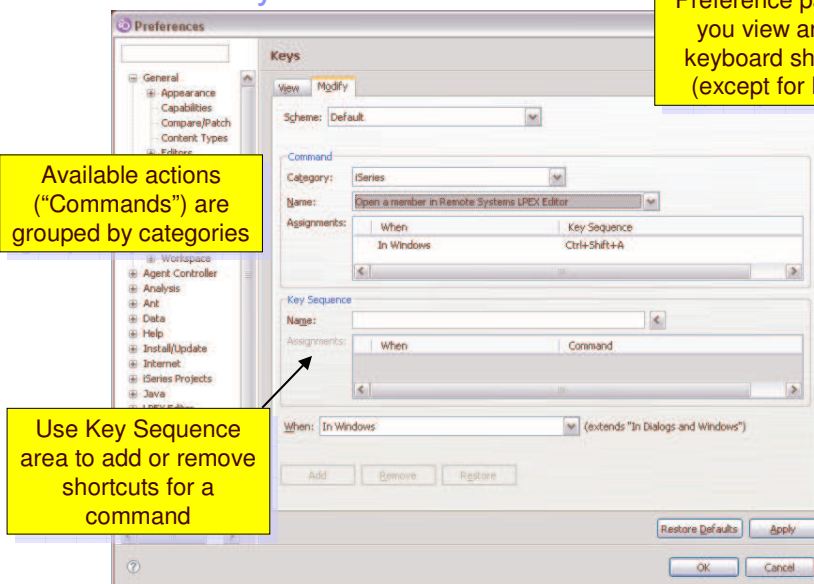 Preferences
Preference
you view
keyboard
(except for
Keys
General
Appearance
Capabilities
Compare/Patch
Content Types
Editors
View Modify
Scheme: Default
Available actions
(“Commands”) are
grouped by categories
Command
Category: iSeries
Name: Open a member in Remote Systems LPEX Editor
Assignments: When Key Sequence
In Windows Ctrl+Shift+A
Workspace
Agent Controller
Analysis
Ant
Data
Help
Install/Update
Internet
iSeries Projects
Java
LPEX Editor
Key Sequence
Name:
Assignments: When Command
Use Key Sequence
area to add or remove
shortcuts for a
command
When: In Windows (extends "In Dialogs and Windows")
Add Remove Restore
Restore Defaults Apply
OK Cancel